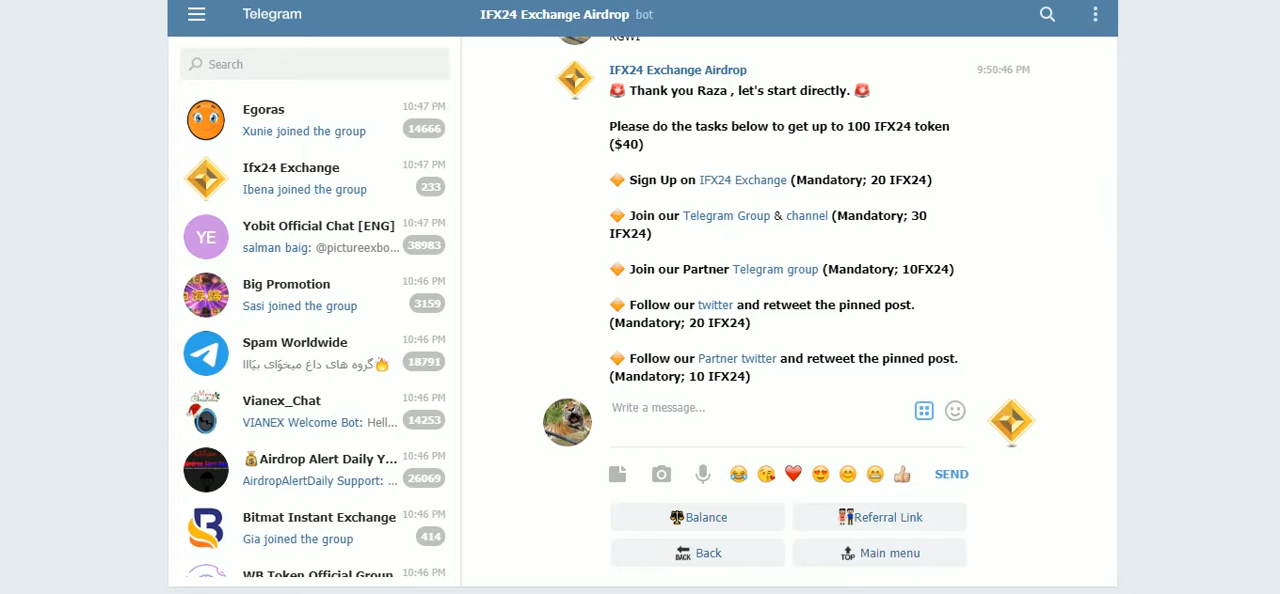 Telegram
IFX24 Exchange Airdrop bot
Search
Egoras 10:47 PM
Xunie joined the group 14666
Ifx24 Exchange 10:47 PM
Ibena joined the group 233
YE
Yobit Official Chat [ENG] 10:47 PM
salman baig: @pictureexbo... 38983
Big Promotion 10:46 PM
Sasi joined the group 3159
Spam Worldwide 10:46 PM
گروه های داغ میخوای بیااا🔥 18791
Vianex_Chat 10:46 PM
VIANEX Welcome Bot: Hell... 14253
💰Airdrop Alert Daily Y... 10:46 PM
AirdropAlertDaily Support: ... 26069
Bitmat Instant Exchange 10:46 PM
Gia joined the group 414
WB Token Official Group 10:46 PM
IFX24 Exchange Airdrop 9:50:46 PM
🚨 Thank you Raza , let's start directly. 🚨
Please do the tasks below to get up to 100 IFX24 token
($40)
🔶 Sign Up on IFX24 Exchange (Mandatory; 20 IFX24)
🔶 Join our Telegram Group & channel (Mandatory; 30
IFX24)
🔶 Join our Partner Telegram group (Mandatory; 10FX24)
🔶 Follow our twitter and retweet the pinned post.
(Mandatory; 20 IFX24)
🔶 Follow our Partner twitter and retweet the pinned post.
(Mandatory; 10 IFX24)
Write a message...
😂 😘 ❤️ 😍 😊 😁 👍 SEND
Balance
Referral Link
BACK Back
TOP Main menu